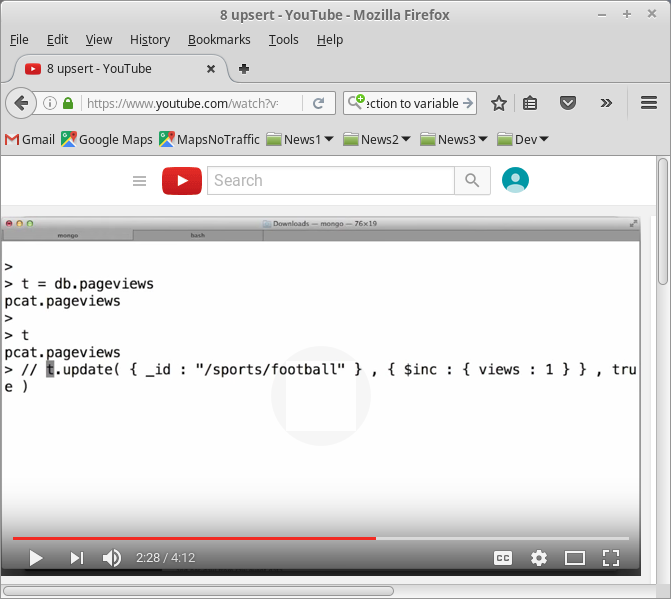 8 upsert - YouTube - Mozilla Firefox
File Edit View History Bookmarks Tools Help
8 upsert - YouTube
https://www.youtube.com/watch?v= ection to variable
Gmail Google Maps MapsNoTraffic News1 News2 News3 Dev
Search
Downloads — mongo — 76×19
mongo bash
>
> t = db.pageviews
pcat.pageviews
>
> t
pcat.pageviews
> // t.update( { _id : "/sports/football" } , { $inc : { views : 1 } } , tru
e )
2:28 / 4:12 CC